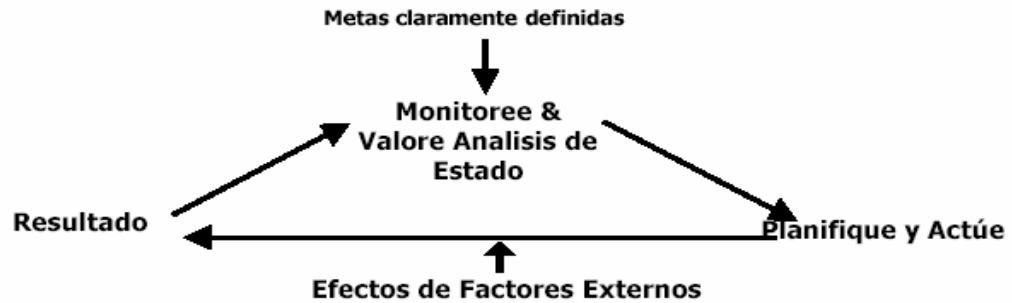 Metas claramente definidas
Monitoree &
Valore Analisis de
Estado
Resultado
Planifique y Actúe
Efectos de Factores Externos